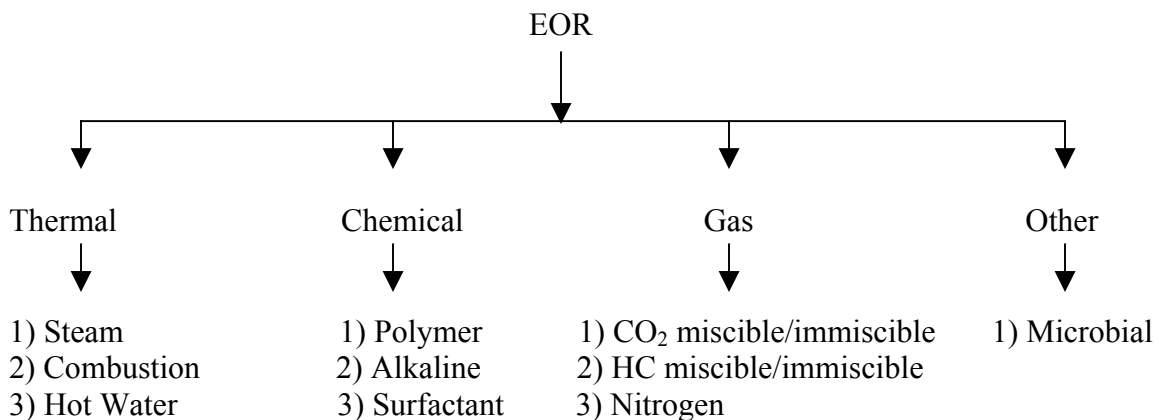 EOR
Thermal Chemical Gas Other
1) Steam 1) Polymer 1) CO₂ miscible/immiscible 1) Microbial
2) Combustion 2) Alkaline 2) HC miscible/immiscible
3) Hot Water 3) Surfactant 3) Nitrogen